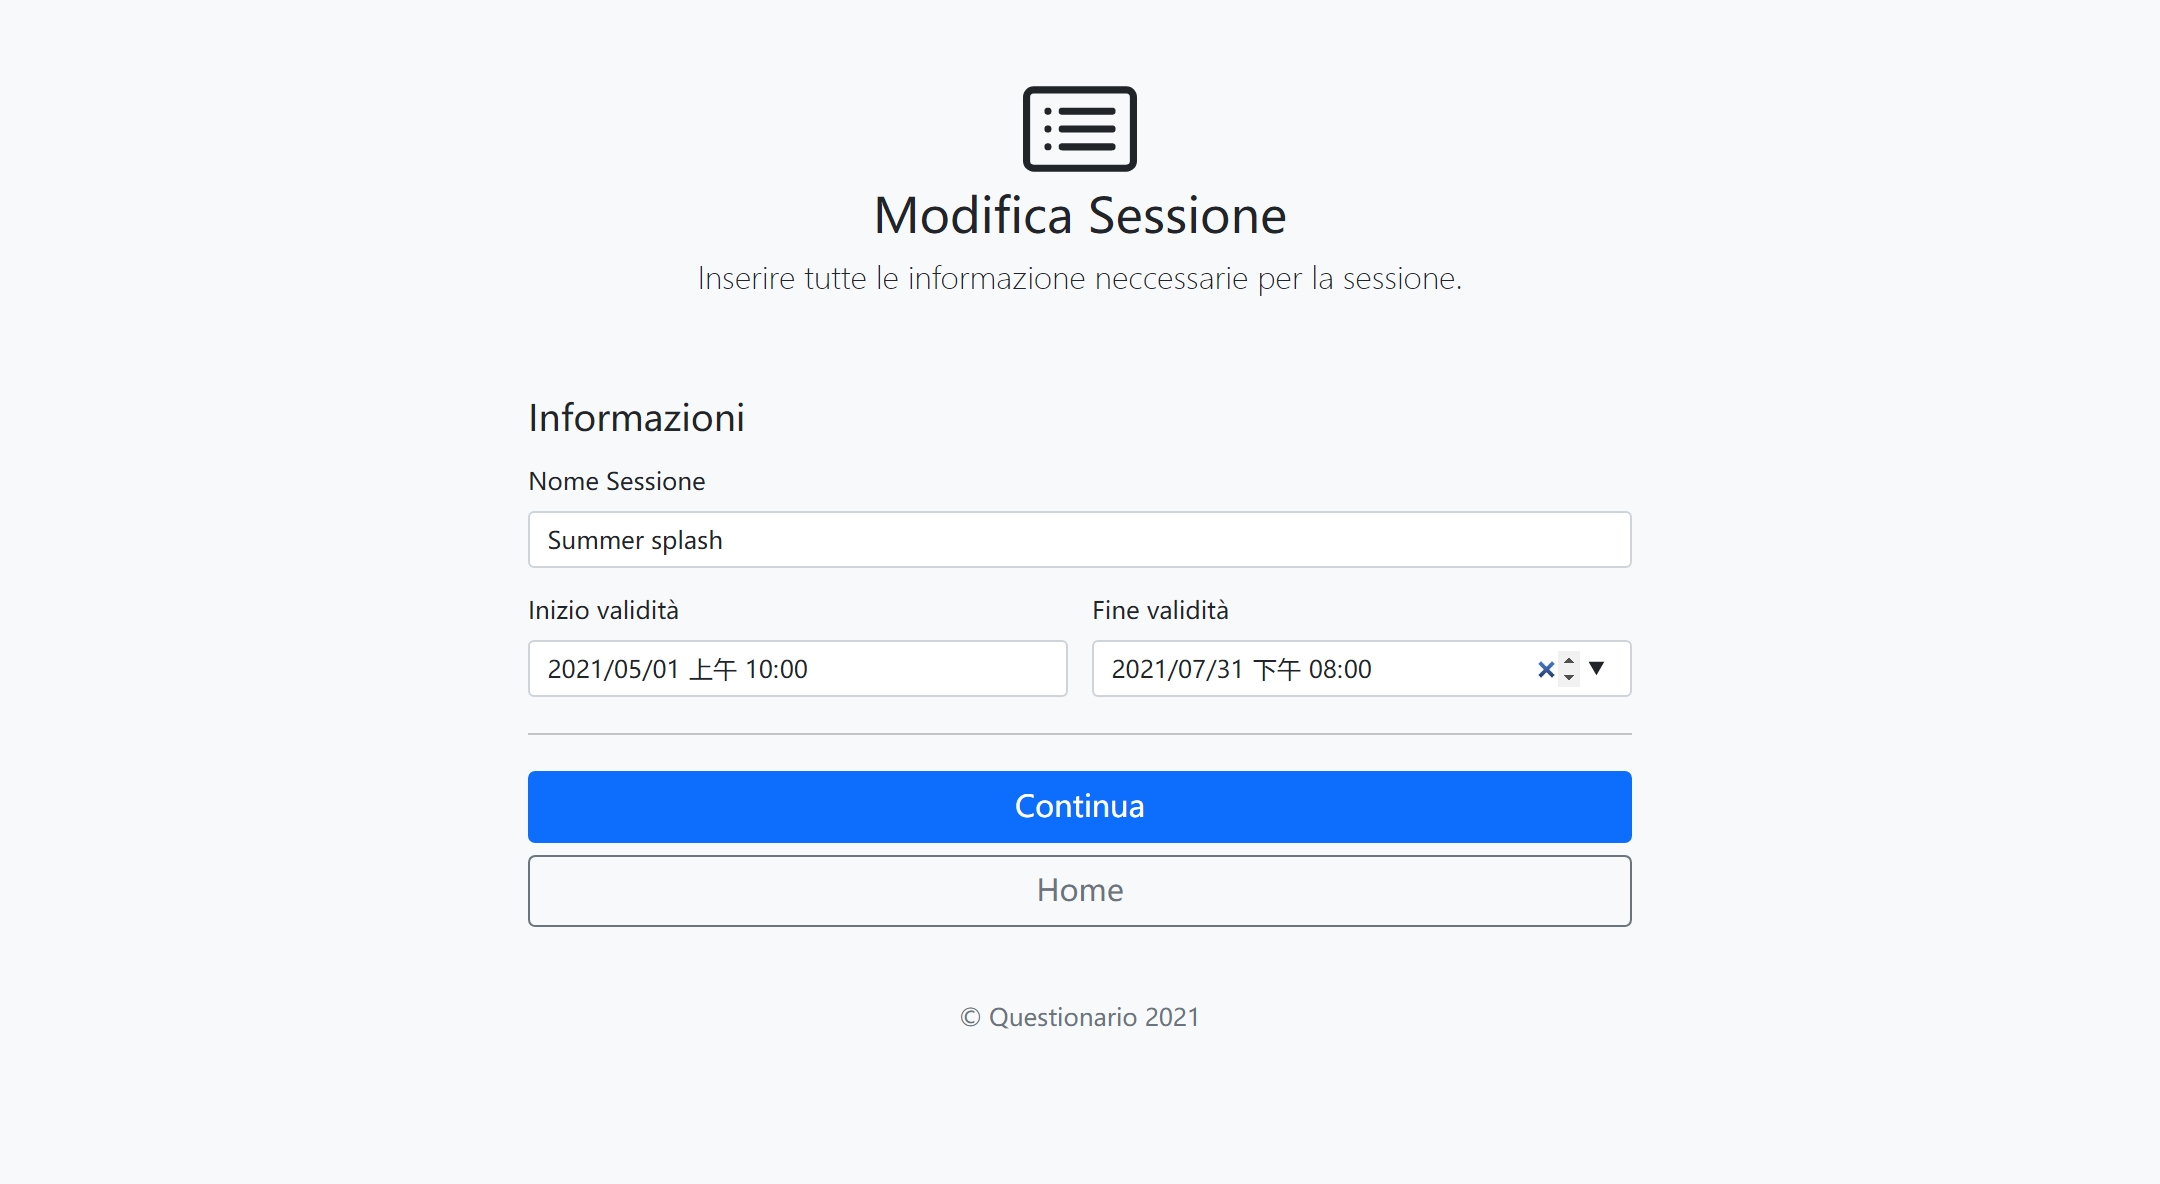 Modifica Sessione
Inserire tutte le informazione neccessarie per la sessione.
Informazioni
Nome Sessione
Summer splash
Inizio validità
Fine validità
2021/05/01 上午 10:00
2021/07/31 下午 08:00
Continua
Home
© Questionario 2021